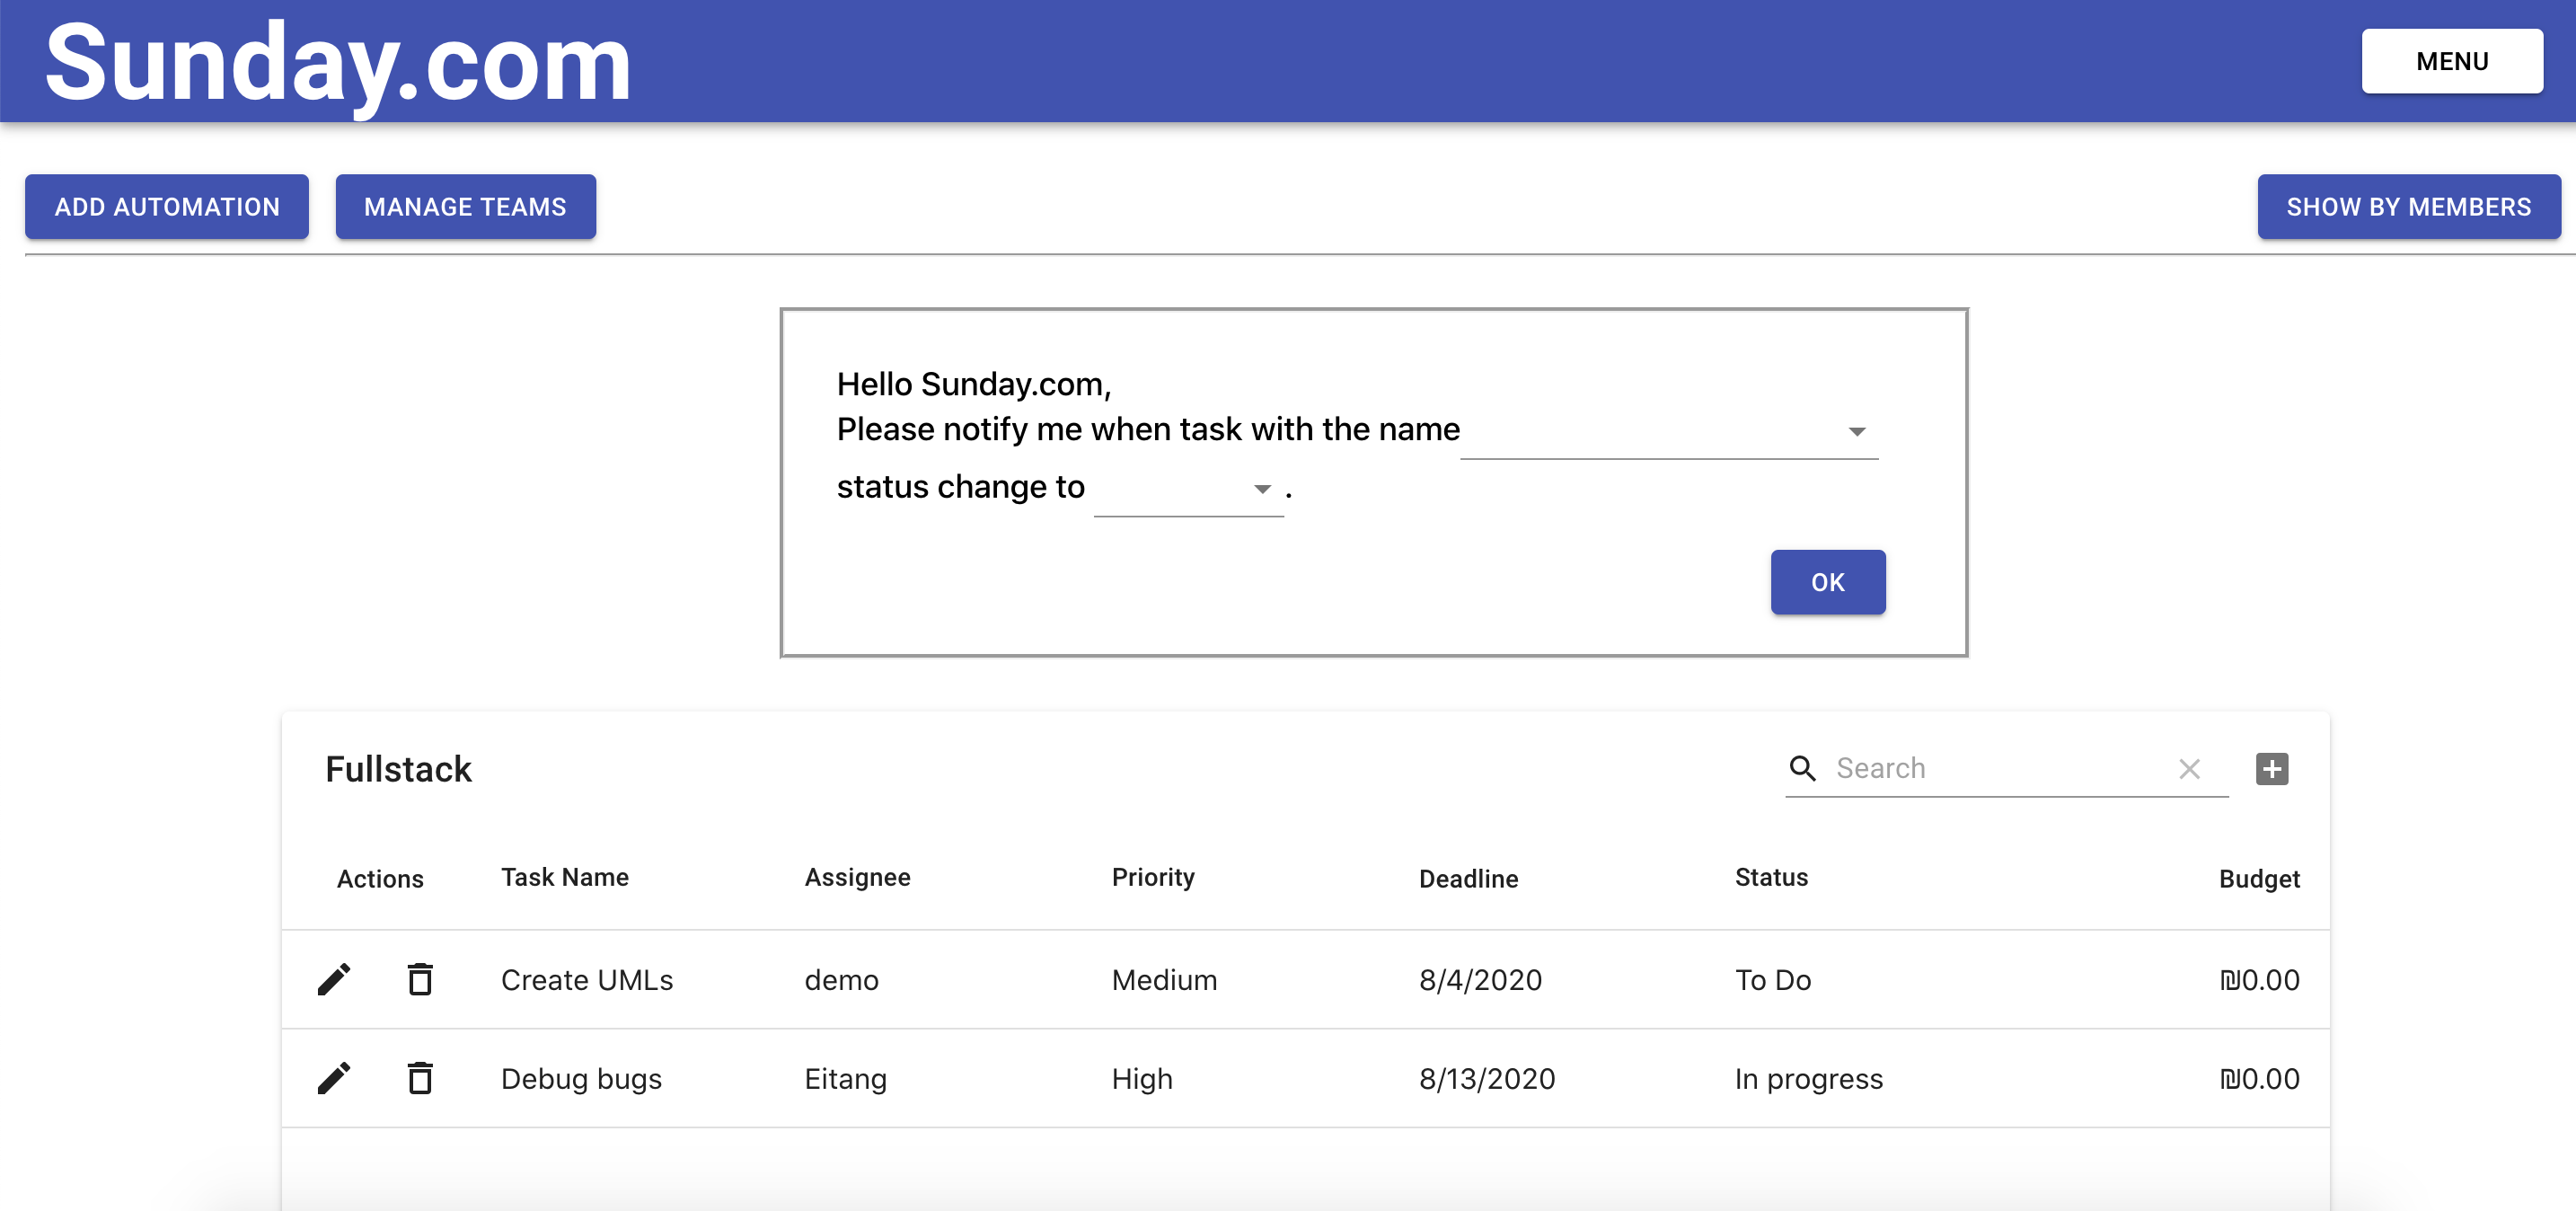 Sunday.com MENU
ADD AUTOMATION MANAGE TEAMS SHOW BY MEMBERS
Hello Sunday.com,
Please notify me when task with the name
status change to .
OK
Fullstack Search
Actions Task Name Assignee Priority Deadline Status Budget
Create UMLs demo Medium 8/4/2020 To Do ₪0.00
Debug bugs Eitang High 8/13/2020 In progress ₪0.00